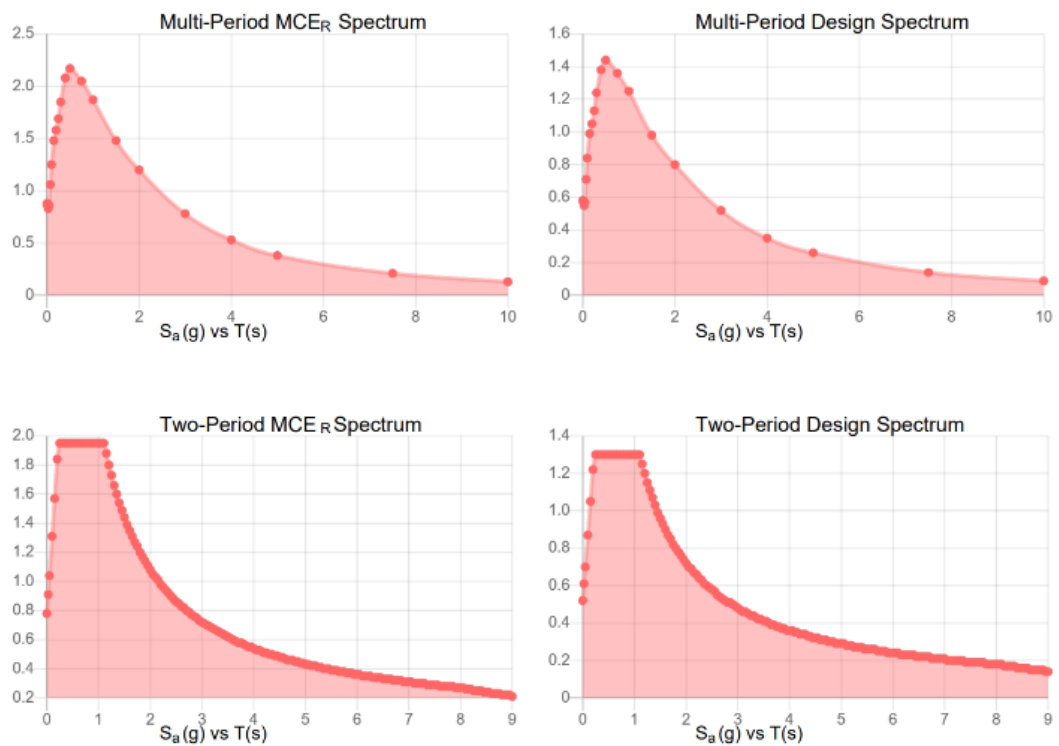 Multi-Period MCER Spectrum
2.5
2.0
1.5
1.0
0.5
0
0 2 4 6 8 10
Sa(g) vs T(s)
Multi-Period Design Spectrum
1.6
1.4
1.2
1.0
0.8
0.6
0.4
0.2
0
0 2 4 6 8 10
Sa(g) vs T(s)
Two-Period MCER Spectrum
2.0
1.8
1.6
1.4
1.2
1.0
0.8
0.6
0.4
0.2
0 1 2 3 4 5 6 7 8 9
Sa(g) vs T(s)
Two-Period Design Spectrum
1.4
1.2
1.0
0.8
0.6
0.4
0.2
0
0 1 2 3 4 5 6 7 8 9
Sa(g) vs T(s)